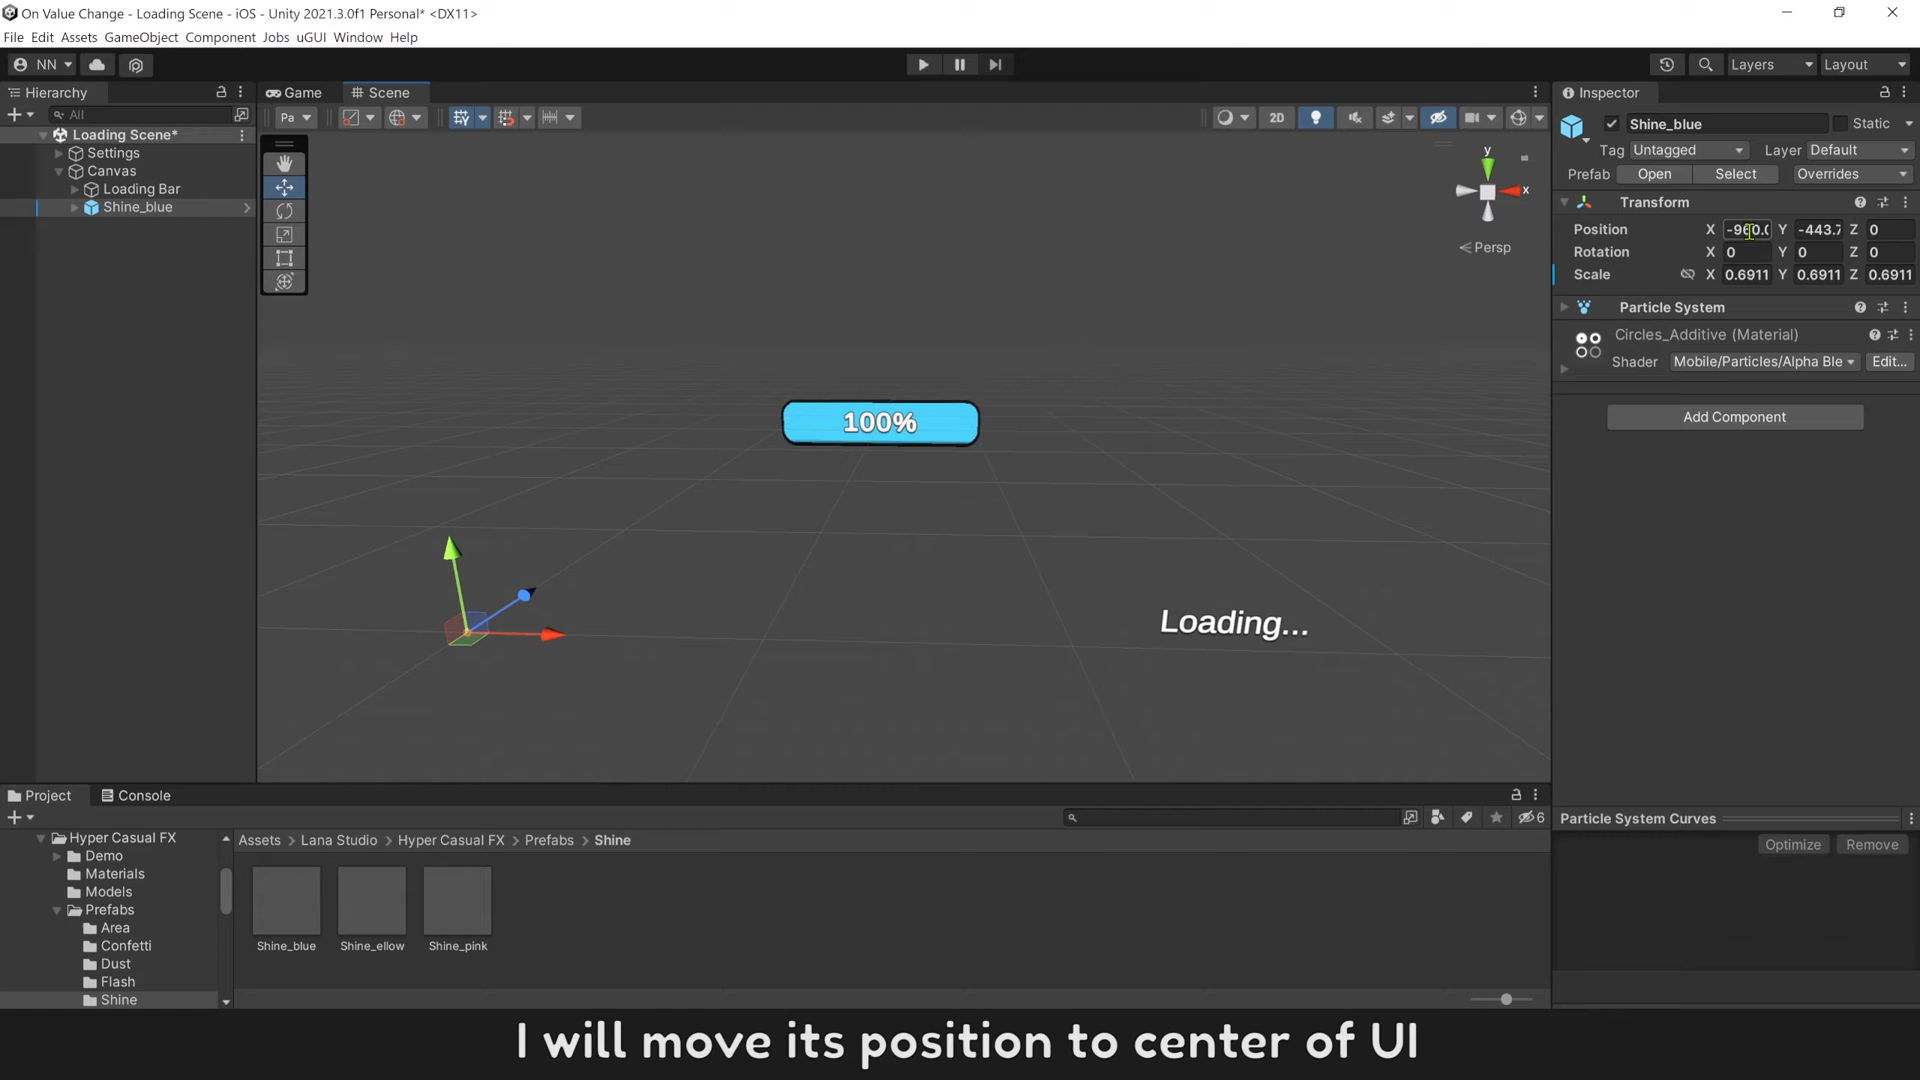 On Value Change - Loading Scene - iOS - Unity 2021.3.0f1 Personal* <DX11>
File Edit Assets GameObject Component Jobs uGUI Window Help
NN
Layers
Layout
Hierarchy
Game
Scene
Inspector
All
Pa
2D
Shine_blue
Static
Loading Scene*
Settings
Canvas
Loading Bar
Shine_blue
Tag Untagged Layer Default
Prefab Open Select Overrides
Transform
Position X -960.0 Y -443.7 Z 0
Rotation X 0 Y 0 Z 0
Scale X 0.6911 Y 0.6911 Z 0.6911
y
x
< Persp
Particle System
Circles_Additive (Material)
Shader Mobile/Particles/Alpha Ble Edit...
Add Component
100%
Loading...
Project
Console
6
Particle System Curves
Optimize Remove
Hyper Casual FX
Demo
Materials
Models
Prefabs
Area
Confetti
Dust
Flash
Shine
Assets > Lana Studio > Hyper Casual FX > Prefabs > Shine
Shine_blue Shine_ellow Shine_pink
I will move its position to center of UI